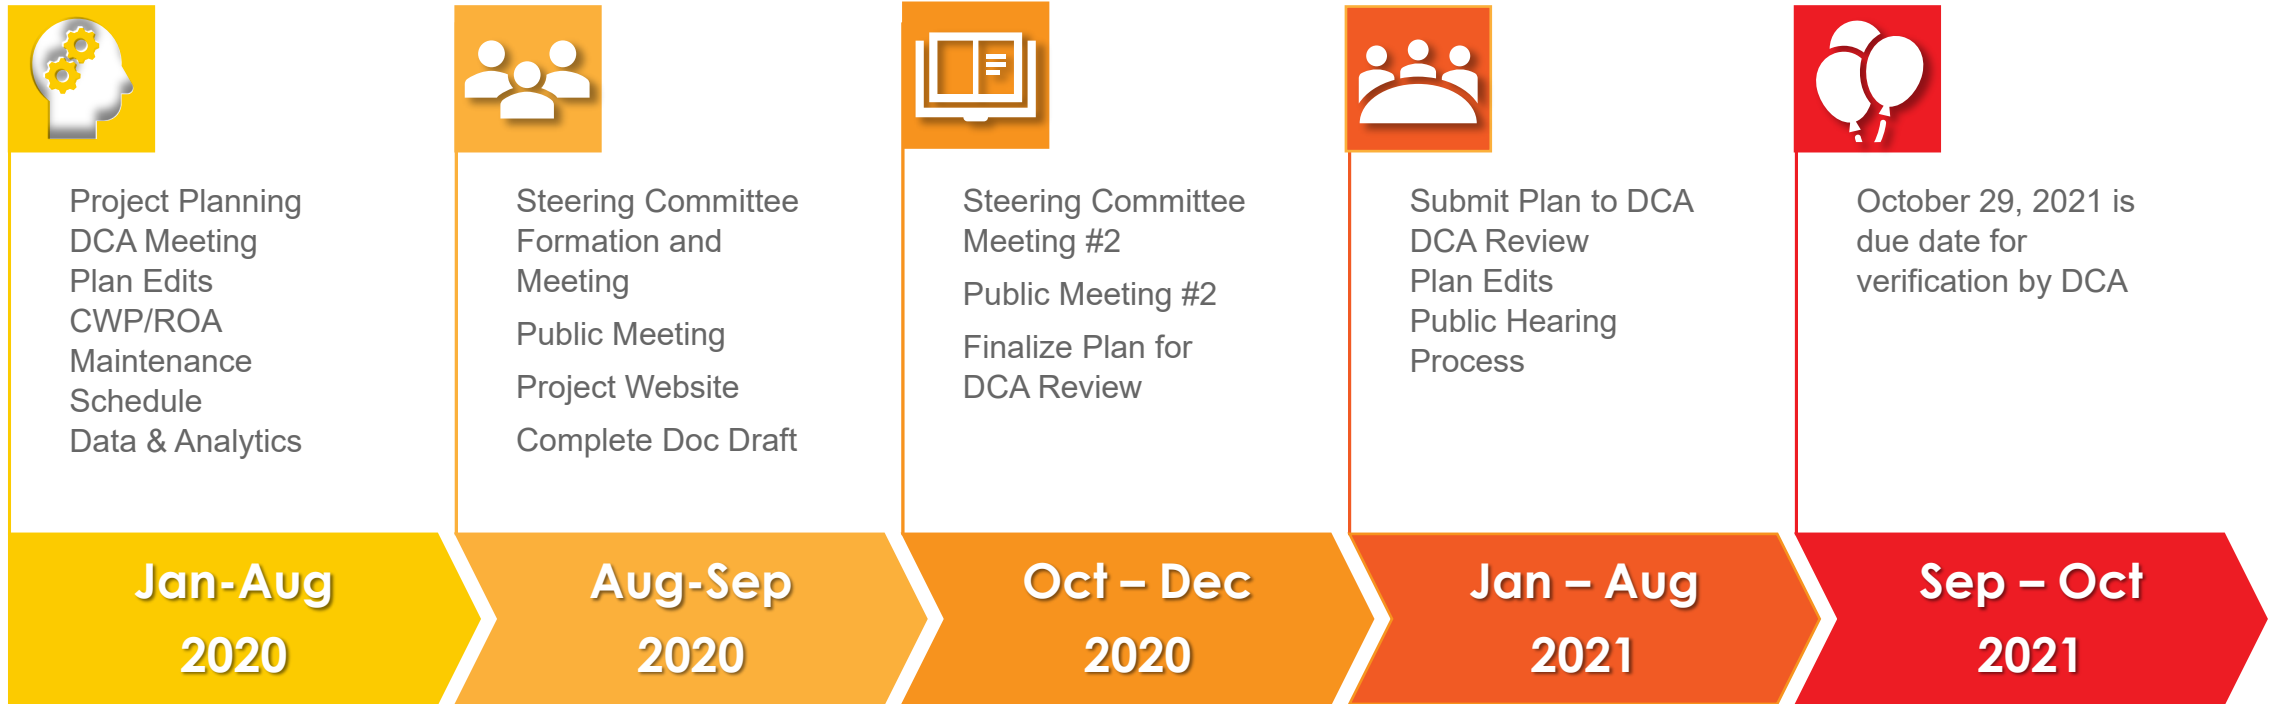 Project Planning
DCA Meeting
Plan Edits
CWP/ROA
Maintenance
Schedule
Data & Analytics
Jan-Aug
2020
Steering Committee
Formation and
Meeting
Public Meeting
Project Website
Complete Doc Draft
Aug-Sep
2020
Steering Committee
Meeting #2
Public Meeting #2
Finalize Plan for
DCA Review
Oct – Dec
2020
Submit Plan to DCA
DCA Review
Plan Edits
Public Hearing
Process
Jan – Aug
2021
October 29, 2021 is
due date for
verification by DCA
Sep – Oct
2021